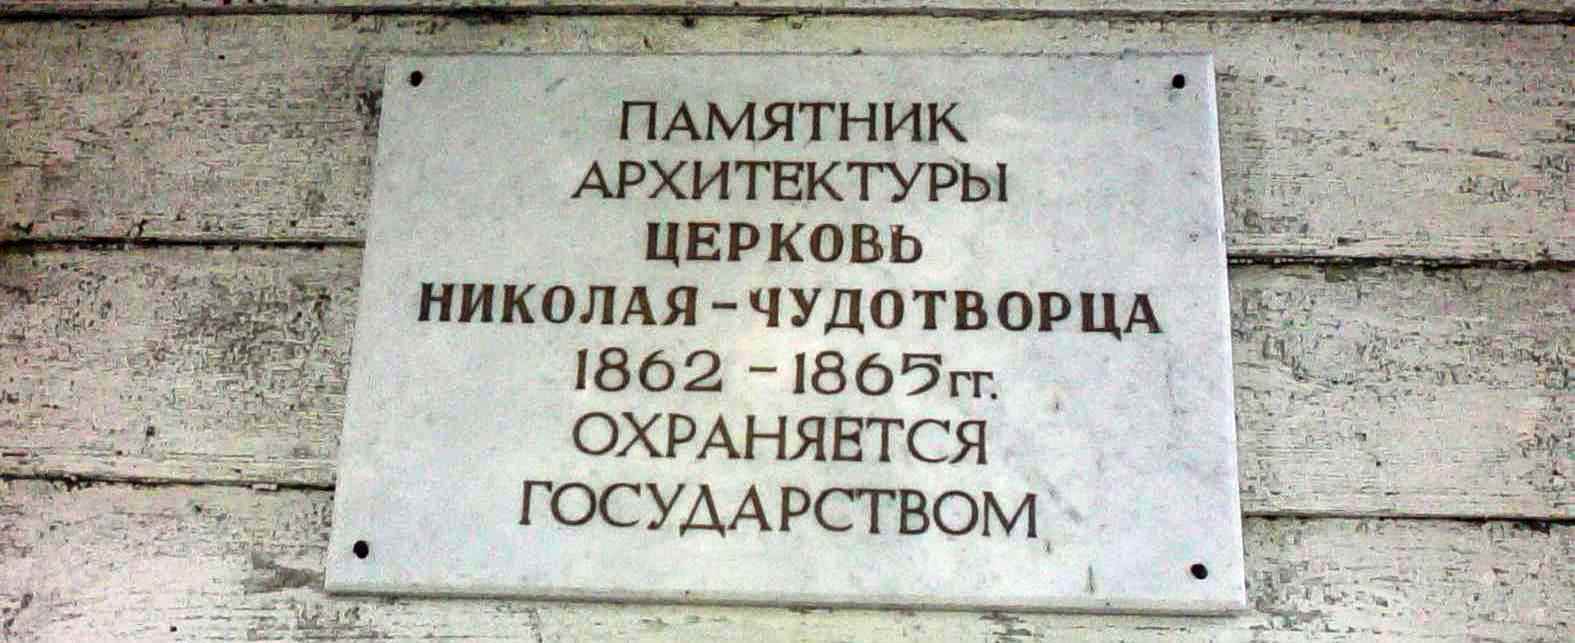 ПАМЯТНИК
АРХИТЕКТУРЫ
ЦЕРКОВЬ
НИКОЛАЯ-ЧУДОТВОРЦА
1862 - 1865гг.
ОХРАНЯЕТСЯ
ГОСУДАРСТВОМ